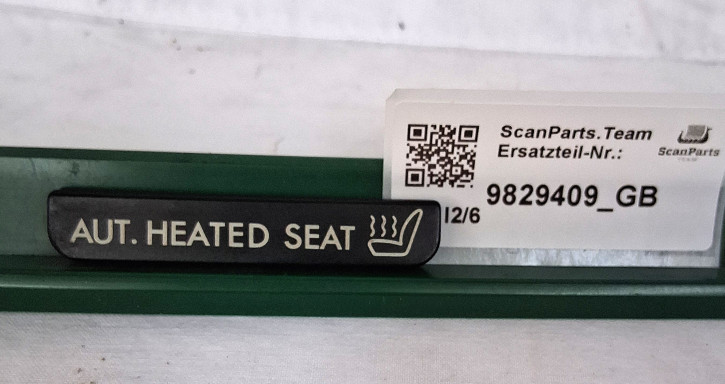 ScanParts.Team
Ersatzteil-Nr.:
ScanParts
9829409_GB
I2/6
AUT. HEATED SEAT